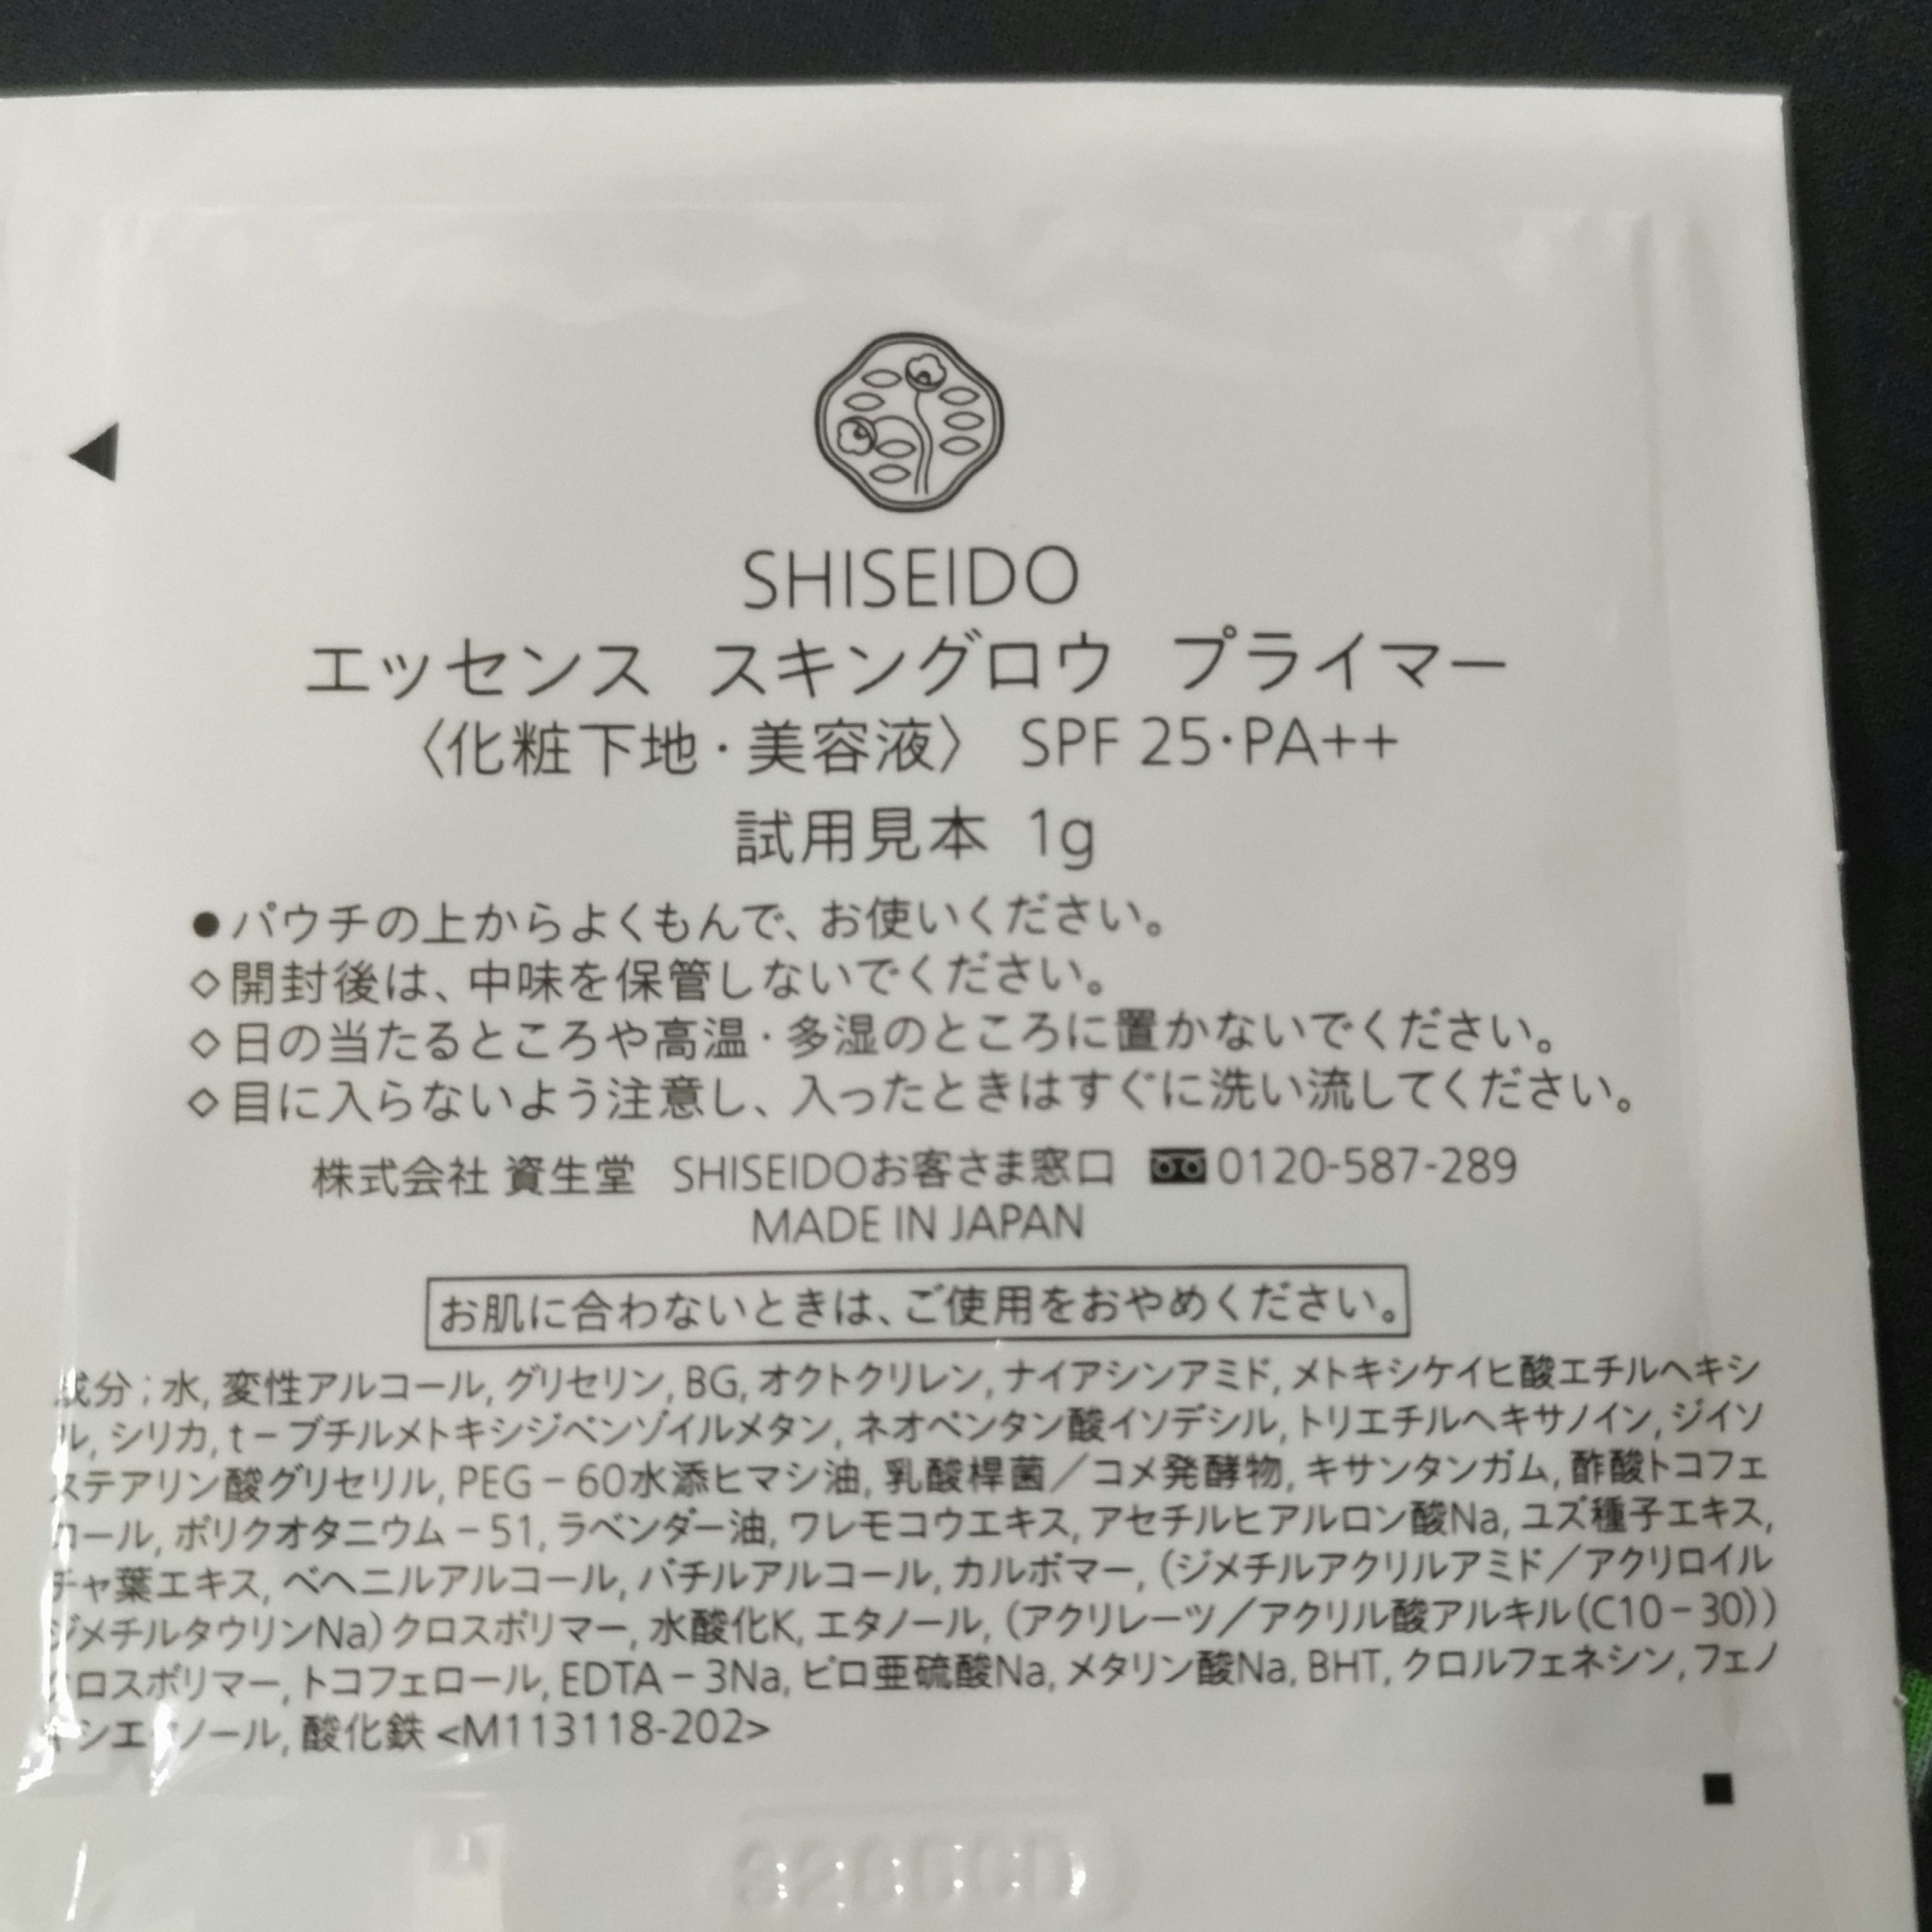 SHISEIDO
エッセンス スキングロウ プライマー
〈化粧下地・美容液〉 SPF 25・PA++
試用見本 1g
●パウチの上からよくもんで、お使いください。
◇開封後は、中味を保管しないでください。
◇日の当たるところや高温・多湿のところに置かないでください。
◇目に入らないよう注意し、入ったときはすぐに洗い流してください。
株式会社 資生堂 SHISEIDOお客さま窓口 0120-587-289
MADE IN JAPAN
お肌に合わないときは、ご使用をおやめください。
成分;水, 変性アルコール, グリセリン, BG, オクトクリレン, ナイアシンアミド, メトキシケイヒ酸エチルヘキシ
ル, シリカ, t－ブチルメトキシジベンゾイルメタン, ネオペンタン酸イソデシル, トリエチルヘキサノイン, ジイソ
ステアリン酸グリセリル, PEG－60水添ヒマシ油, 乳酸桿菌／コメ発酵物, キサンタンガム, 酢酸トコフェ
ロール, ポリクオタニウム－51, ラベンダー油, ワレモコウエキス, アセチルヒアルロン酸Na, ユズ種子エキス,
チャ葉エキス, ベヘニルアルコール, バチルアルコール, カルボマー, (ジメチルアクリルアミド／アクリロイル
ジメチルタウリンNa)クロスポリマー, 水酸化K, エタノール, (アクリレーツ／アクリル酸アルキル(C10－30))
クロスポリマー, トコフェロール, EDTA－3Na, ピロ亜硫酸Na, メタリン酸Na, BHT, クロルフェネシン, フェノ
キシエタノール, 酸化鉄 <M113118-202>